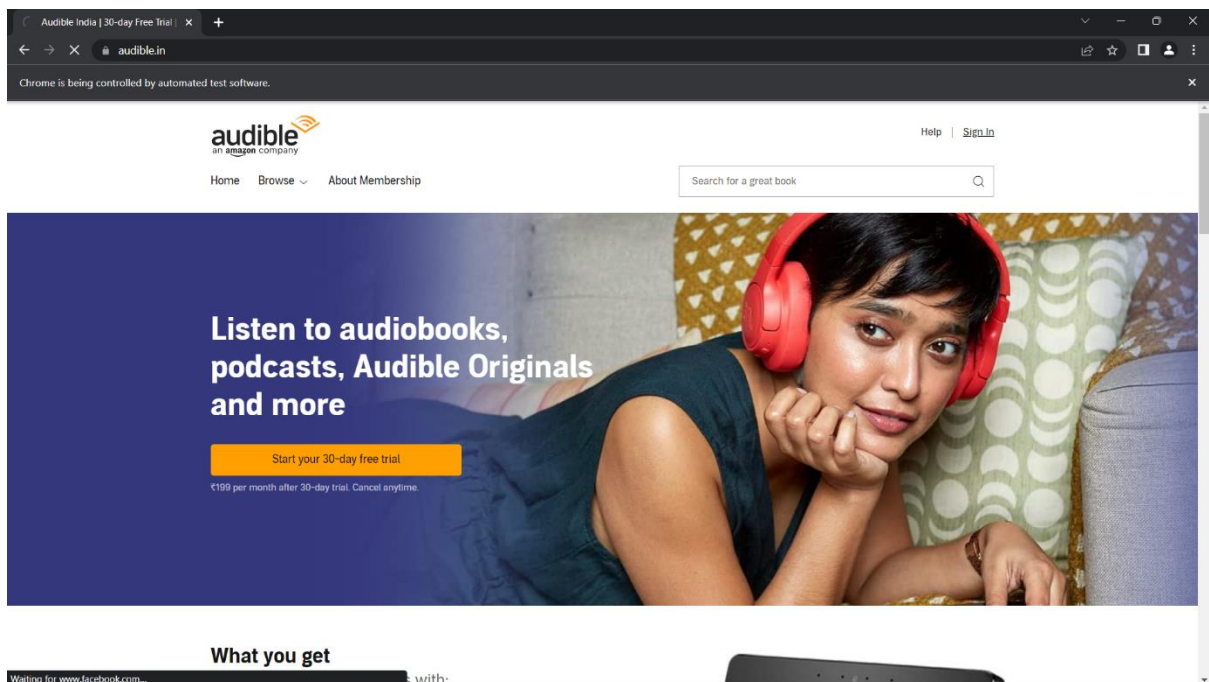 Audible India | 30-day Free Trial |
audible.in
Chrome is being controlled by automated test software.
audible
an amazon company
Help | Sign In
Home Browse About Membership
Search for a great book
Listen to audiobooks,
podcasts, Audible Originals
and more
Start your 30-day free trial
₹199 per month after 30-day trial. Cancel anytime.
What you get
with:
Waiting for www.facebook.com...